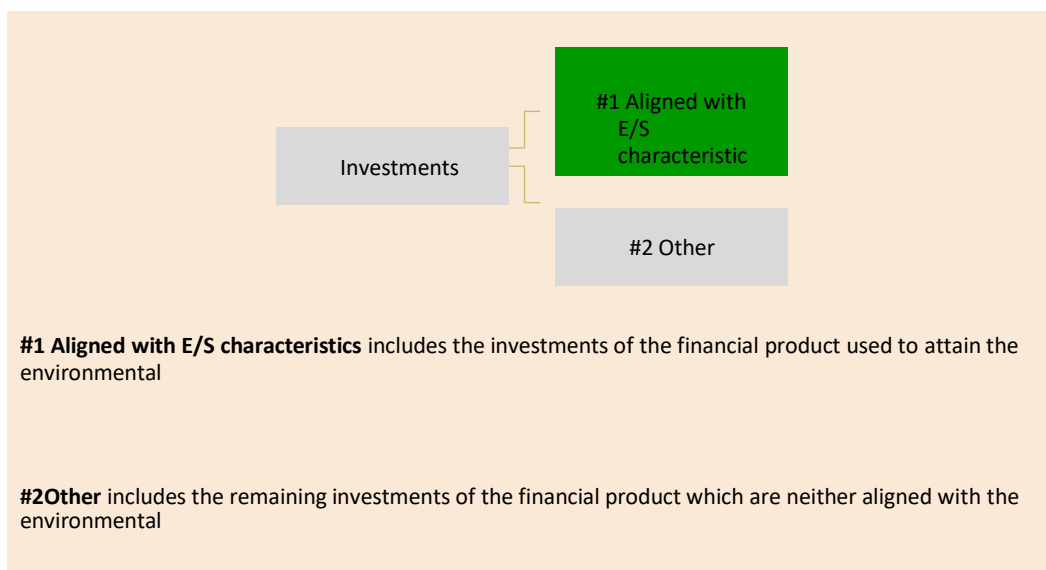 #1 Aligned with
E/S
characteristic
Investments
#2 Other
#1 Aligned with E/S characteristics includes the investments of the financial product used to attain the
environmental
#2Other includes the remaining investments of the financial product which are neither aligned with the
environmental